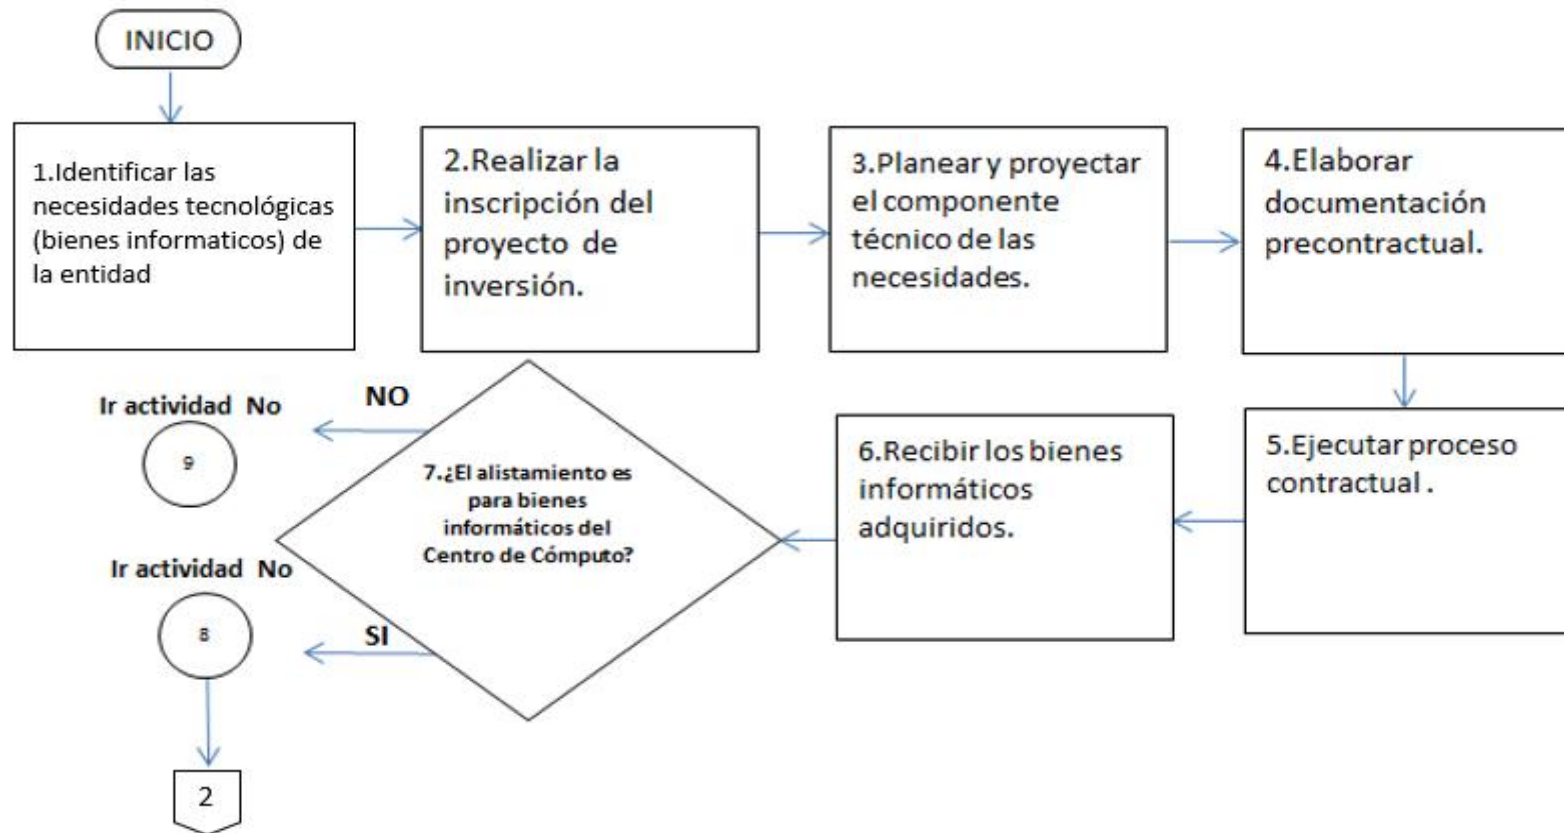 INICIO
1.Identificar las
necesidades tecnológicas
(bienes informaticos) de
la entidad
2.Realizar la
inscripción del
proyecto de
inversión.
3.Planear y proyectar
el componente
técnico de las
necesidades.
4.Elaborar
documentación
precontractual.
5.Ejecutar proceso
contractual .
6.Recibir los bienes
informáticos
adquiridos.
7.¿El alistamiento es
para bienes
informáticos del
Centro de Cómputo?
NO
Ir actividad No
9
SI
Ir actividad No
8
2